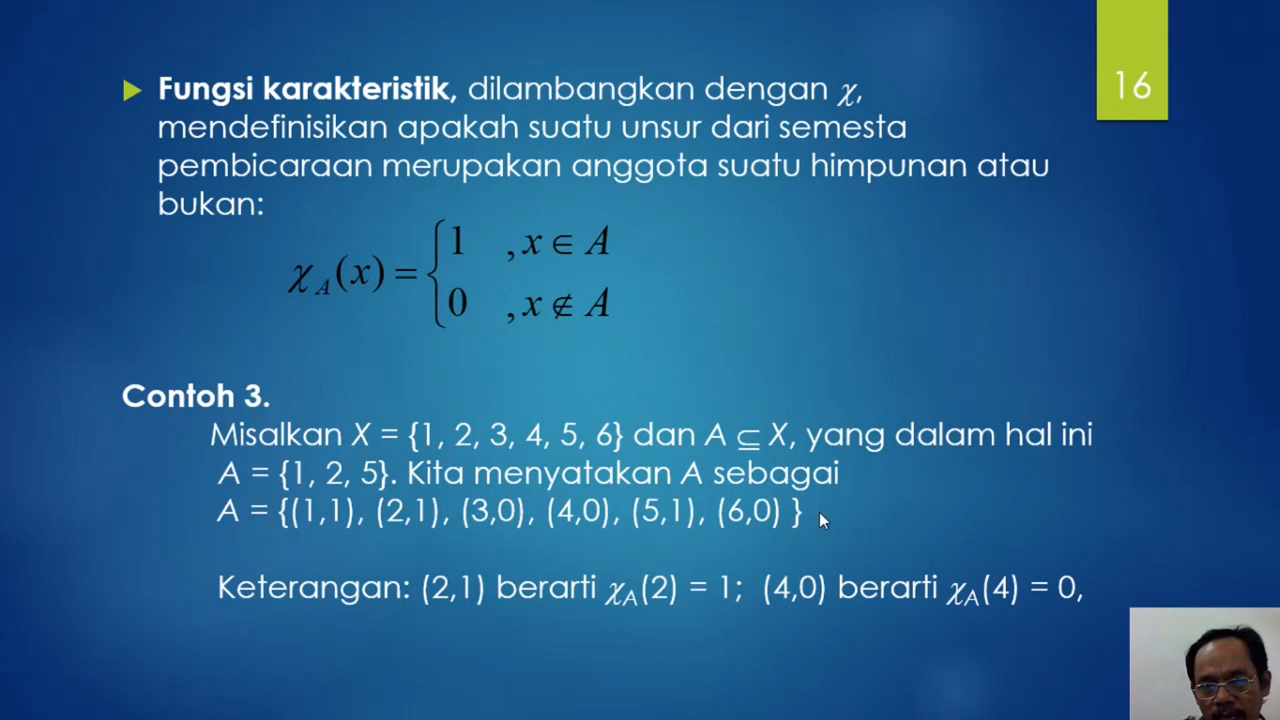 Fungsi karakteristik, dilambangkan dengan χ,
16
mendefinisikan apakah suatu unsur dari semesta
pembicaraan merupakan anggota suatu himpunan atau
bukan:
χ_A(x) = { 1 , x ∈ A
0 , x ∉ A
Contoh 3.
Misalkan X = {1, 2, 3, 4, 5, 6} dan A ⊆ X, yang dalam hal ini
A = {1, 2, 5}. Kita menyatakan A sebagai
A = {(1,1), (2,1), (3,0), (4,0), (5,1), (6,0) }
Keterangan: (2,1) berarti χA(2) = 1; (4,0) berarti χA(4) = 0,